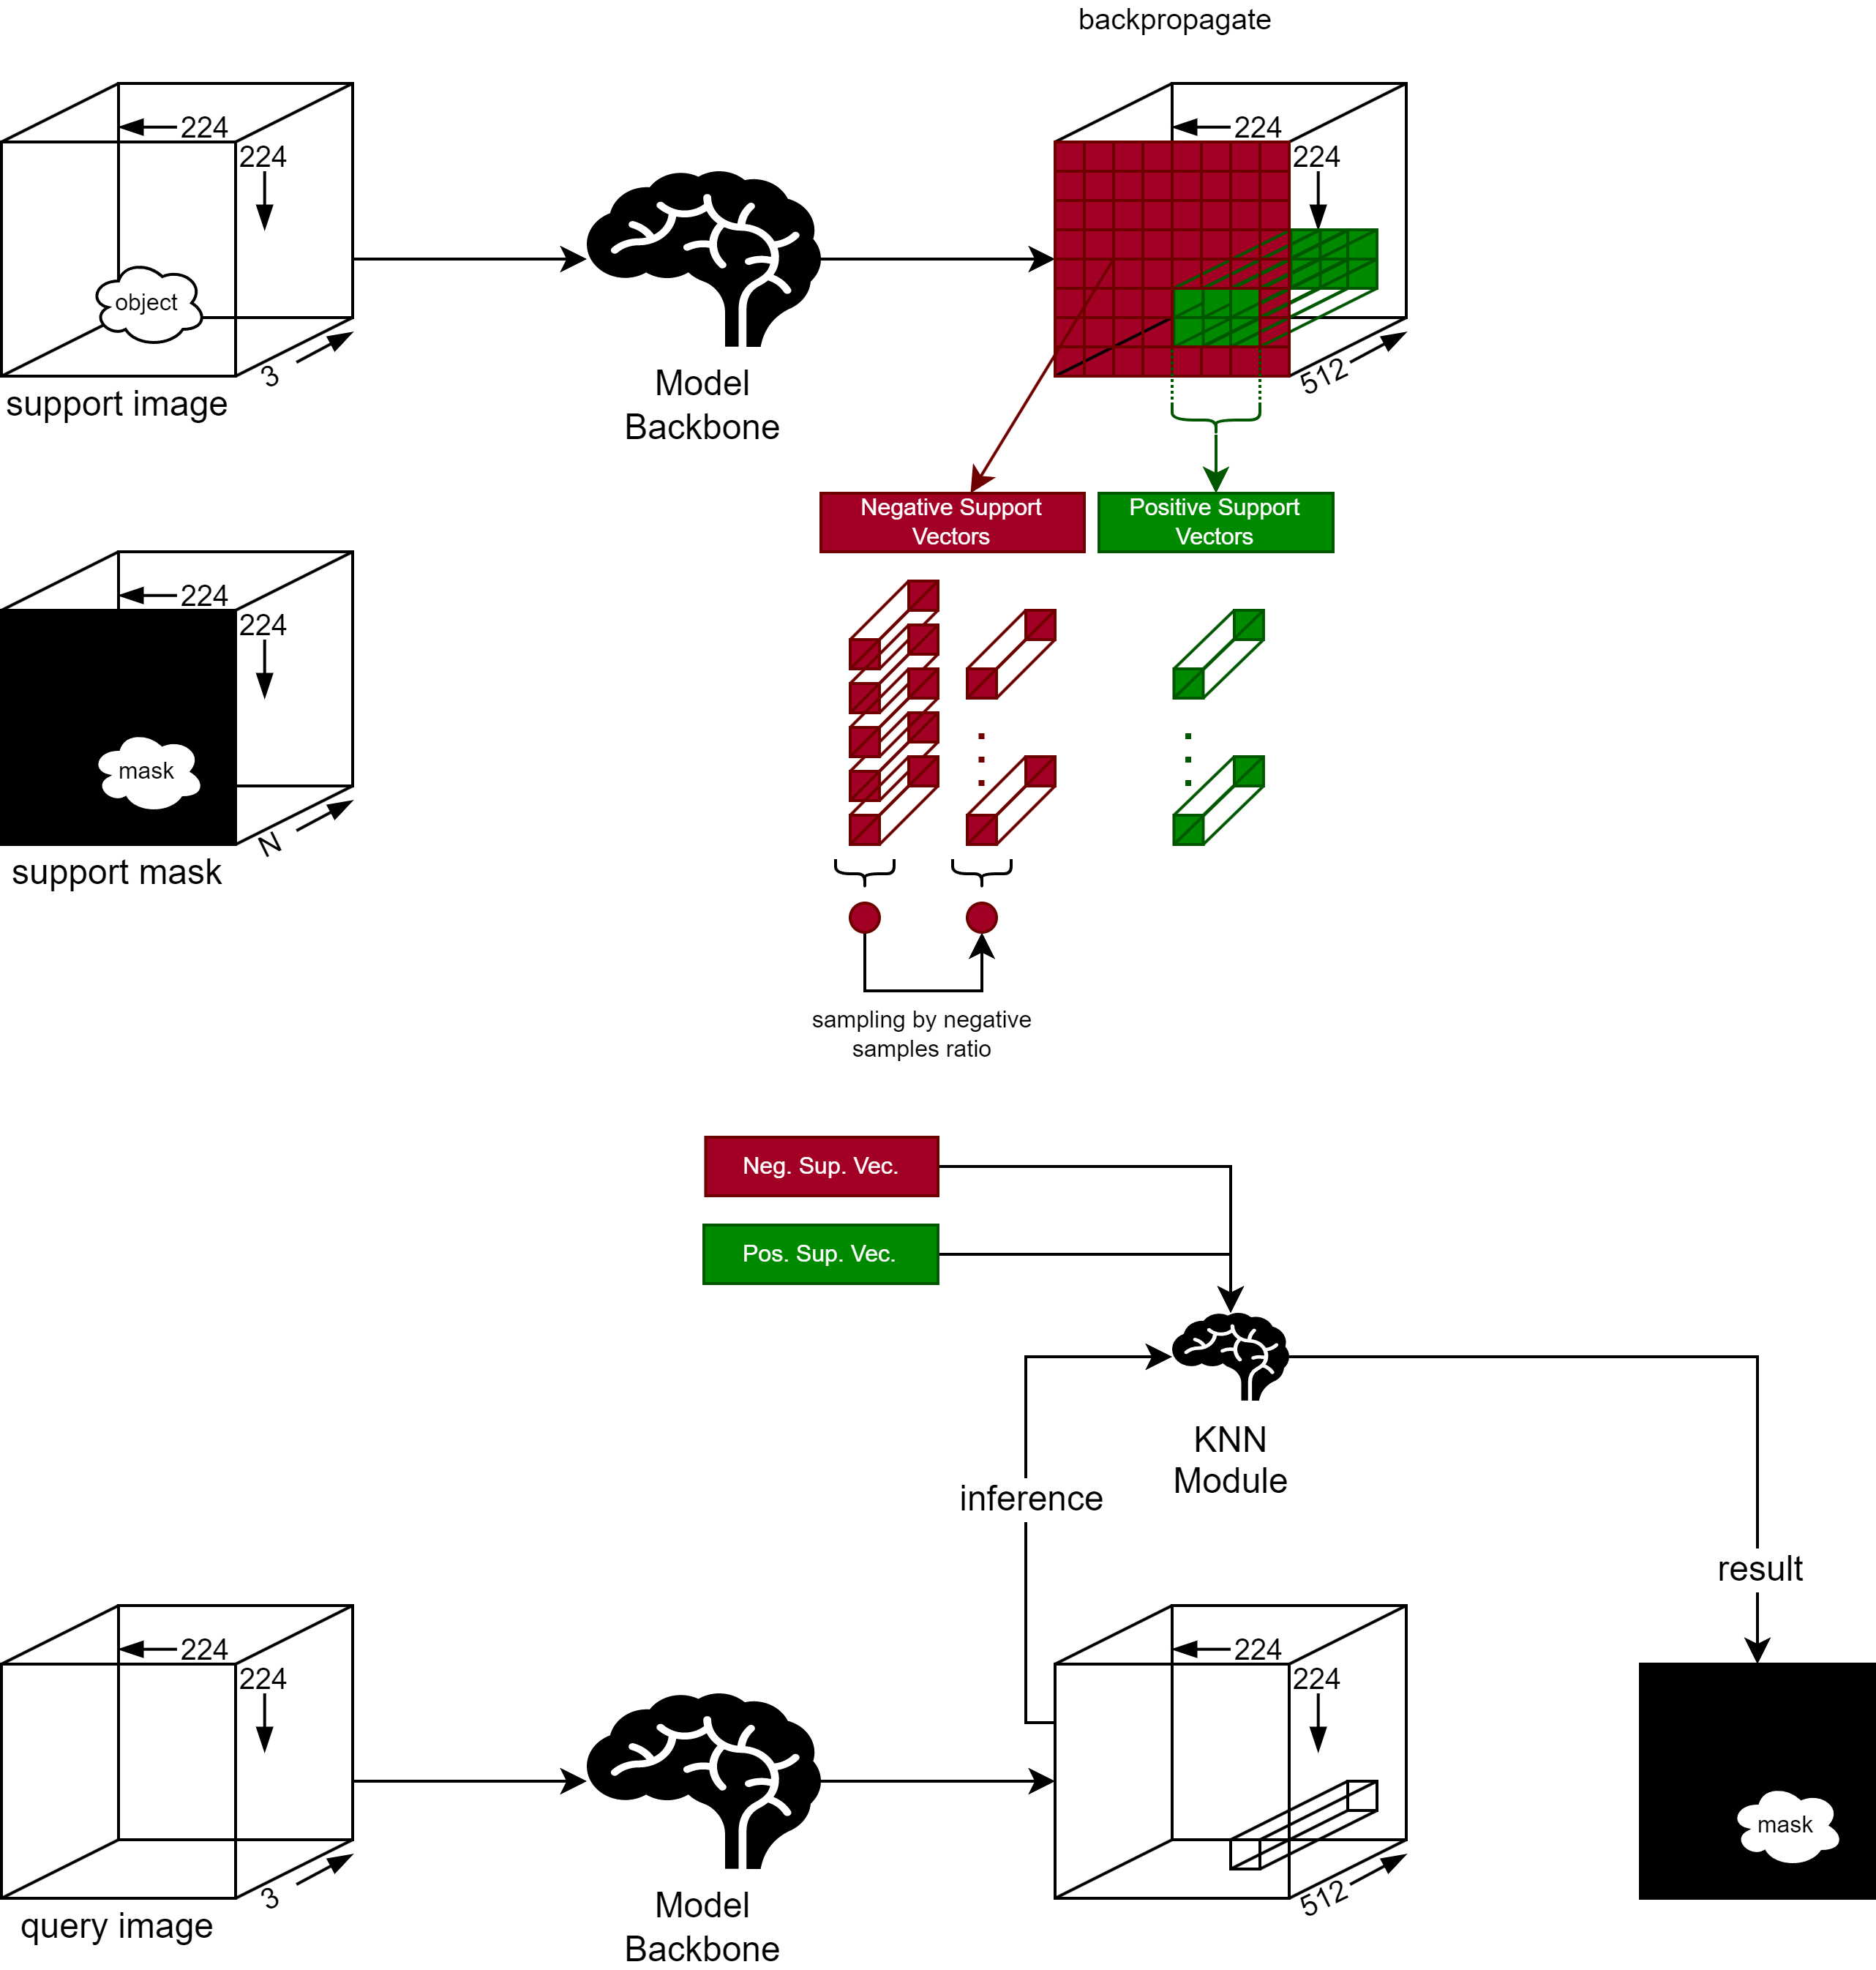 backpropagate
224
224
object
3
support image
Model
Backbone
224
224
512
Negative Support
Vectors
Positive Support
Vectors
224
224
mask
N
support mask
sampling by negative
samples ratio
Neg. Sup. Vec.
Pos. Sup. Vec.
KNN
Module
inference
result
224
224
3
query image
Model
Backbone
224
224
512
mask